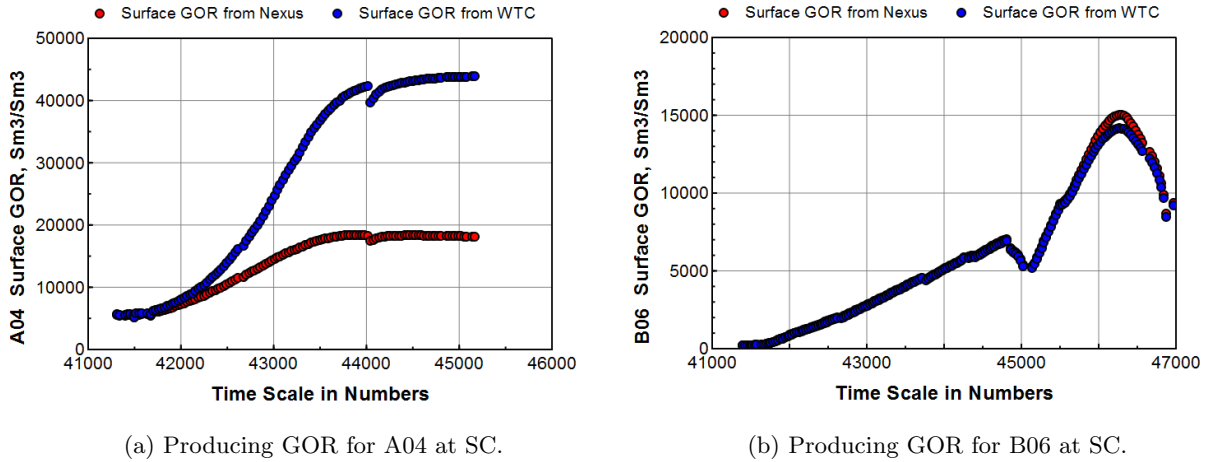 Surface GOR from Nexus Surface GOR from WTC
A04 Surface GOR, Sm3/Sm3
50000
40000
30000
20000
10000
0
41000 42000 43000 44000 45000 46000
Time Scale in Numbers
(a) Producing GOR for A04 at SC.
Surface GOR from Nexus Surface GOR from WTC
B06 Surface GOR, Sm3/Sm3
20000
15000
10000
5000
0
41000 43000 45000 47000
Time Scale in Numbers
(b) Producing GOR for B06 at SC.